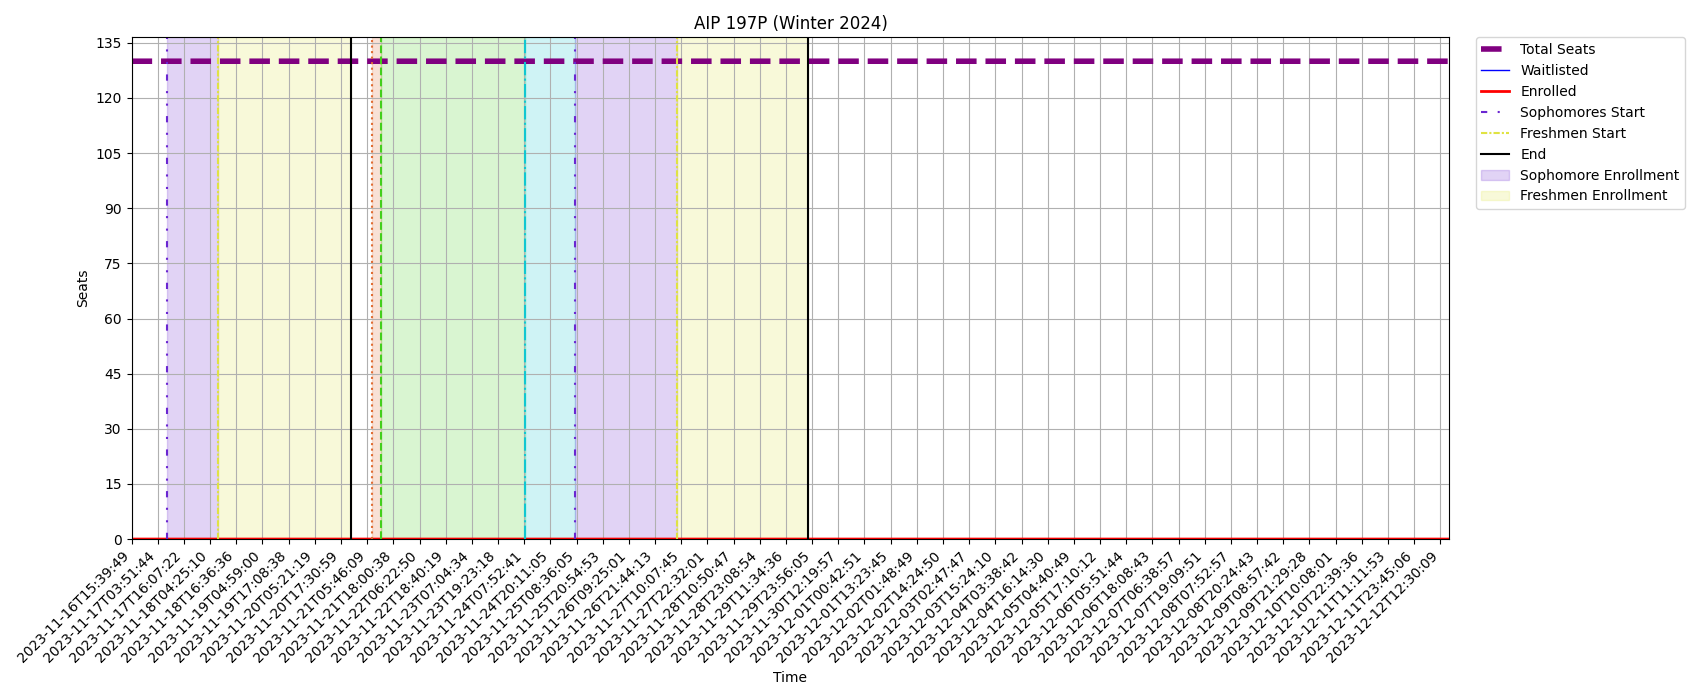 AIP 197P (Winter 2024)
135
120
105
90
75
60
45
30
15
0
Seats
2023-11-16T15:39:49
2023-11-17T03:51:44
2023-11-17T16:07:22
2023-11-18T04:25:10
2023-11-18T16:36:36
2023-11-19T04:59:00
2023-11-19T17:08:38
2023-11-20T05:21:19
2023-11-20T17:30:59
2023-11-21T05:46:09
2023-11-21T18:00:38
2023-11-22T06:22:50
2023-11-22T18:40:19
2023-11-23T07:04:34
2023-11-23T19:23:18
2023-11-24T07:52:41
2023-11-24T20:11:05
2023-11-25T08:36:05
2023-11-25T20:54:53
2023-11-26T09:25:01
2023-11-26T21:44:13
2023-11-27T10:07:45
2023-11-27T22:32:01
2023-11-28T10:50:47
2023-11-28T23:08:54
2023-11-29T11:34:36
2023-11-29T23:56:05
2023-11-30T12:19:57
2023-12-01T00:42:51
2023-12-01T13:23:45
2023-12-02T01:48:49
2023-12-02T14:24:50
2023-12-03T02:47:47
2023-12-03T15:24:10
2023-12-04T03:38:42
2023-12-04T16:14:30
2023-12-05T04:40:49
2023-12-05T17:10:12
2023-12-06T05:51:44
2023-12-06T18:08:43
2023-12-07T06:38:57
2023-12-07T19:09:51
2023-12-08T07:52:57
2023-12-08T20:24:43
2023-12-09T08:57:42
2023-12-09T21:29:28
2023-12-10T10:08:01
2023-12-10T22:39:36
2023-12-11T11:11:53
2023-12-11T23:45:06
2023-12-12T12:30:09
Time
Total Seats
Waitlisted
Enrolled
Sophomores Start
Freshmen Start
End
Sophomore Enrollment
Freshmen Enrollment